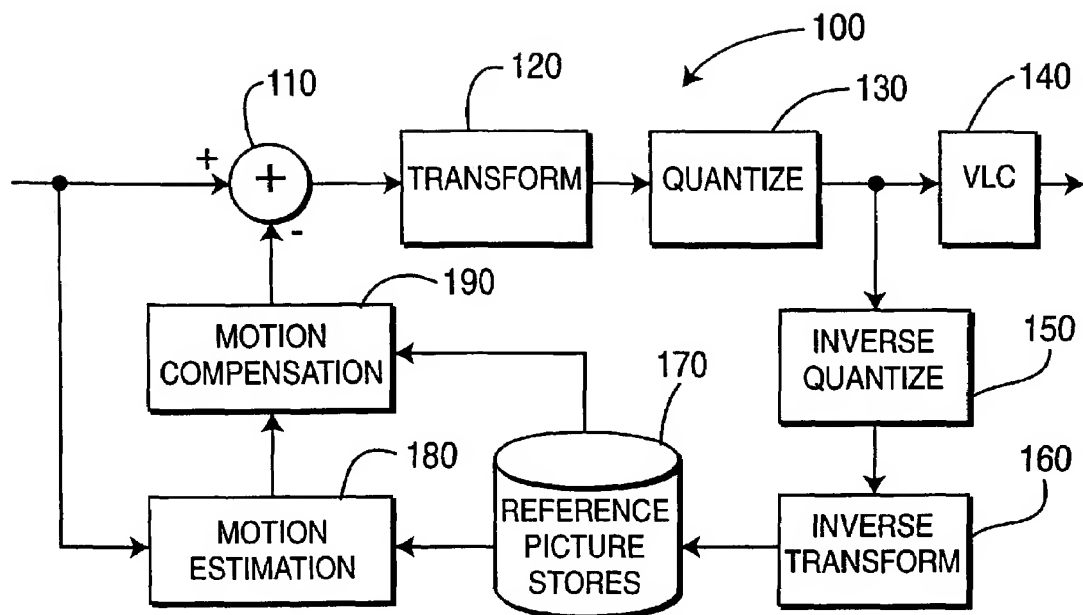 100
110
120
130
140
+
+
-
TRANSFORM
QUANTIZE
VLC
190
MOTION
COMPENSATION
170
INVERSE
QUANTIZE
150
180
MOTION
ESTIMATION
REFERENCE
PICTURE
STORES
160
INVERSE
TRANSFORM